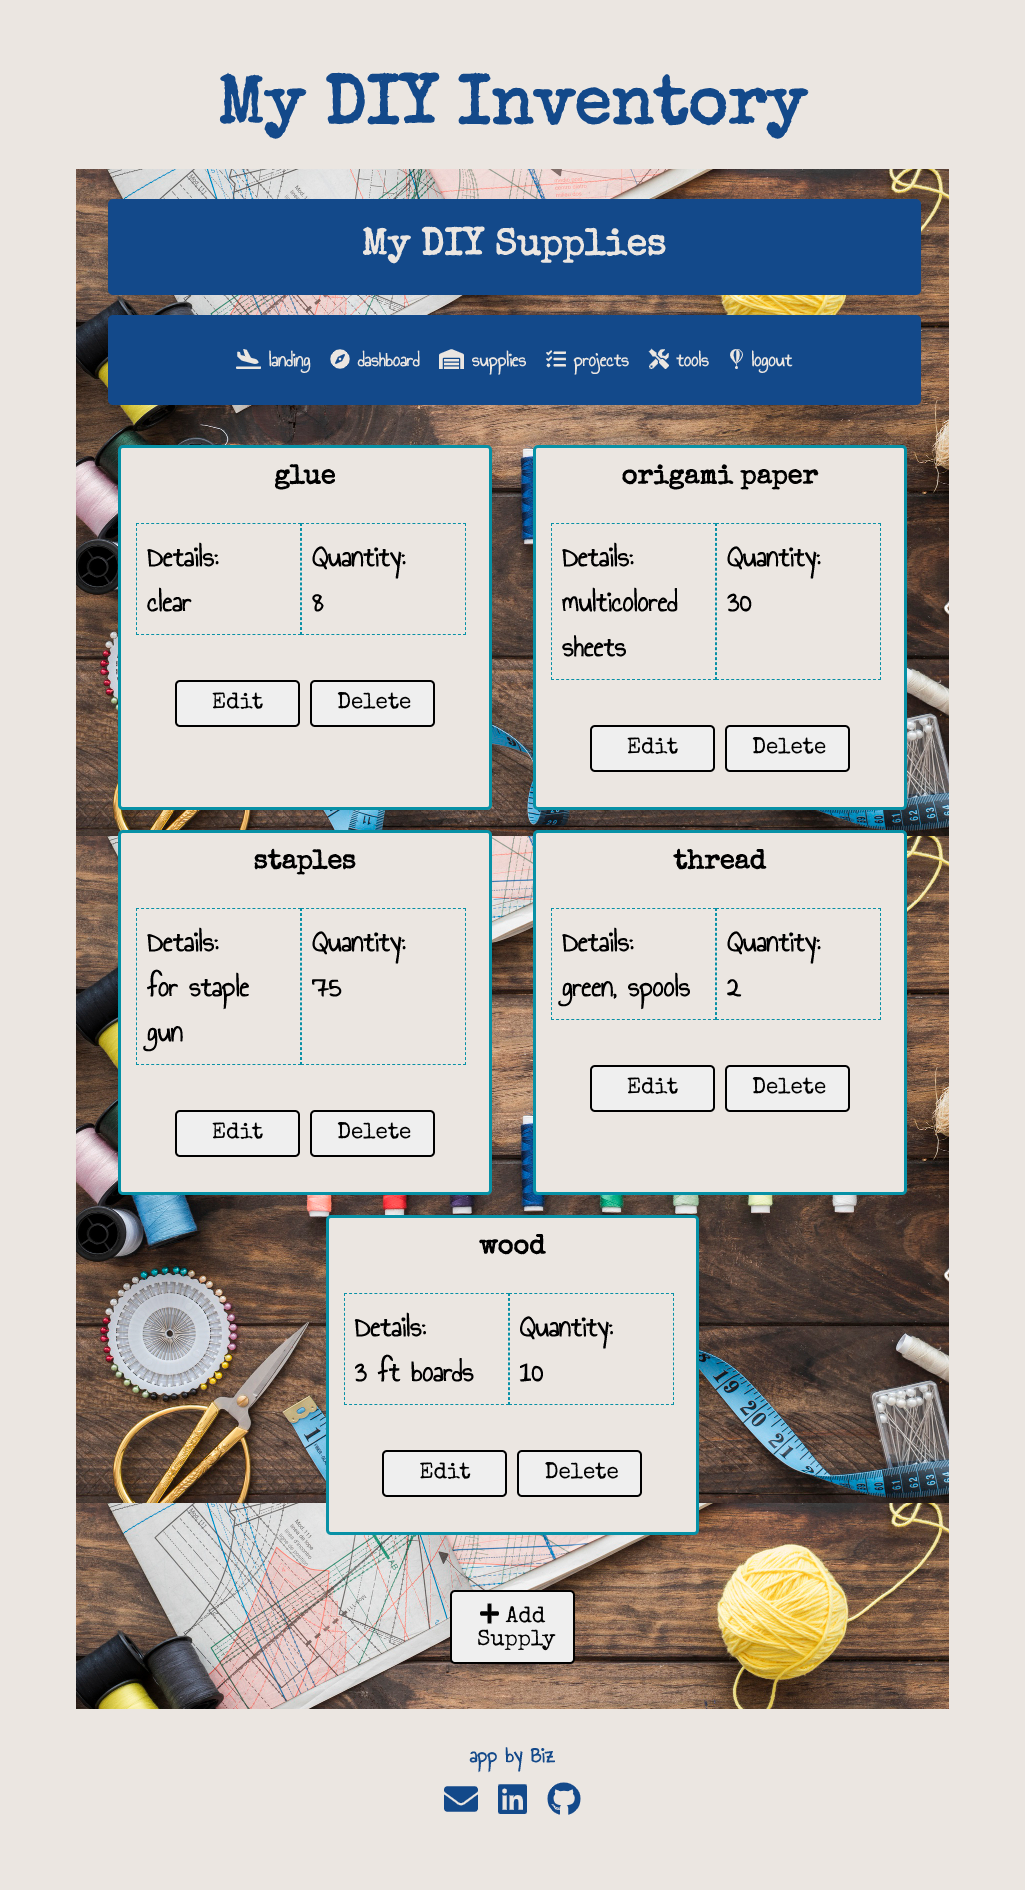 My DIY Inventory
My DIY Supplies
landing dashboard supplies projects tools logout
glue
Details:
clear
Quantity:
8
Edit Delete
origami paper
Details:
multicolored
sheets
Quantity:
30
Edit Delete
staples
Details:
for staple
gun
Quantity:
75
Edit Delete
thread
Details:
green, spools
Quantity:
2
Edit Delete
wood
Details:
3 ft boards
Quantity:
10
Edit Delete
19 20 21
Add
Supply
app by Biz